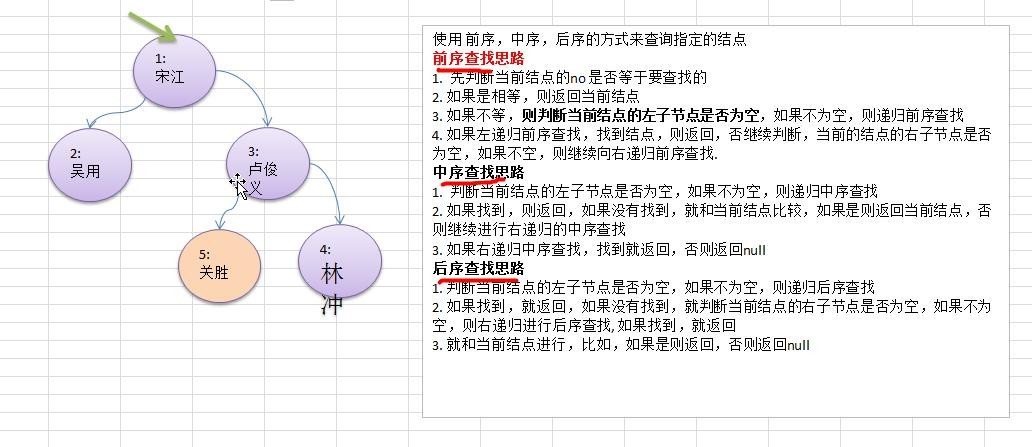 1:
宋江
2:
吴用
3:
卢俊
义
5:
关胜
4:
林
冲
使用 前序，中序，后序的方式来查询指定的结点
前序查找思路
1. 先判断当前结点的no 是否等于要查找的
2. 如果是相等，则返回当前结点
3. 如果不等，则判断当前结点的左子节点是否为空，如果不为空，则递归前序查找
4. 如果左递归前序查找，找到结点，则返回，否继续判断，当前的结点的右子节点是否
为空，如果不空，则继续向右递归前序查找.
中序查找思路
1. 判断当前结点的左子节点是否为空，如果不为空，则递归中序查找
2. 如果找到，则返回，如果没有找到，就和当前结点比较，如果是则返回当前结点，否
则继续进行右递归的中序查找
3. 如果右递归中序查找，找到就返回，否则返回null
后序查找思路
1. 判断当前结点的左子节点是否为空，如果不为空，则递归后序查找
2. 如果找到，就返回，如果没有找到，就判断当前结点的右子节点是否为空，如果不为
空，则右递归进行后序查找, 如果找到，就返回
3. 就和当前结点进行，比如，如果是则返回，否则返回null